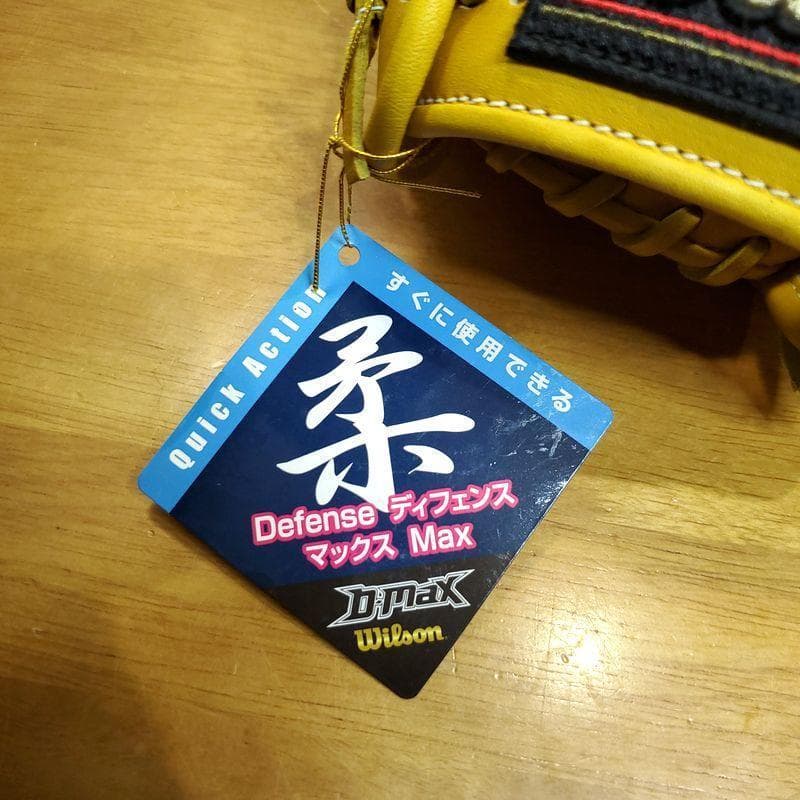 Quick Action
すぐに使用できる
柔
Defense ディフェンス
マックス Max
D-MaX
Wilson